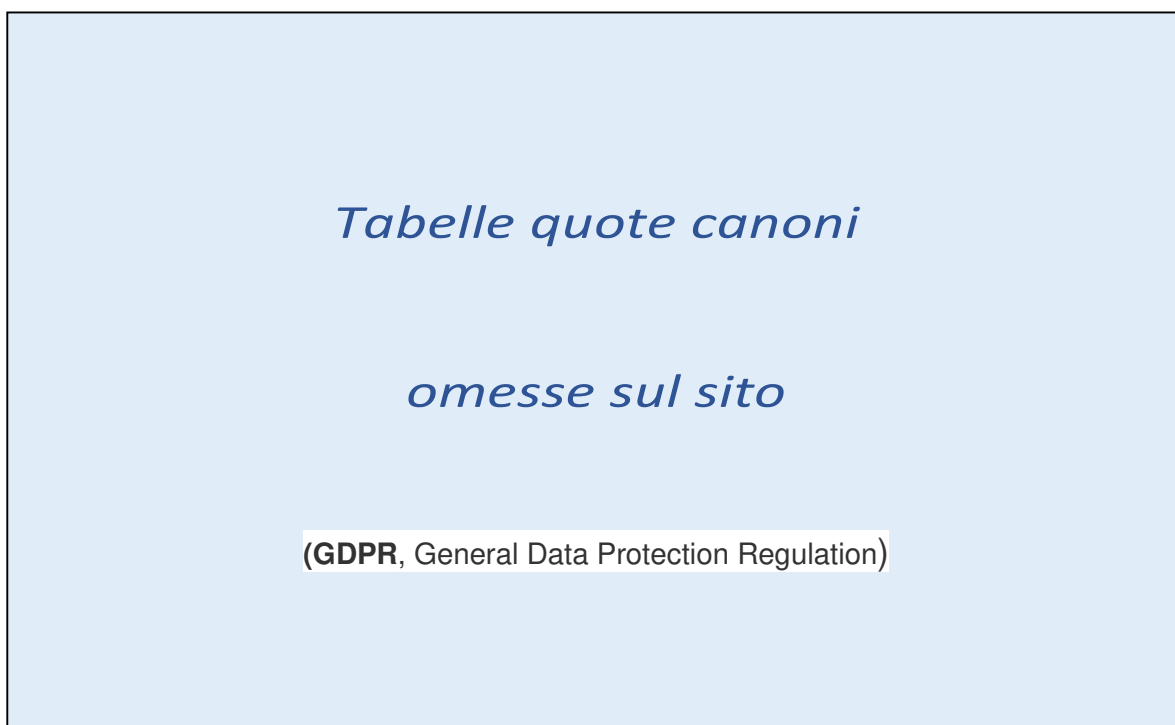 Tabelle quote canoni
omesse sul sito
(GDPR, General Data Protection Regulation)